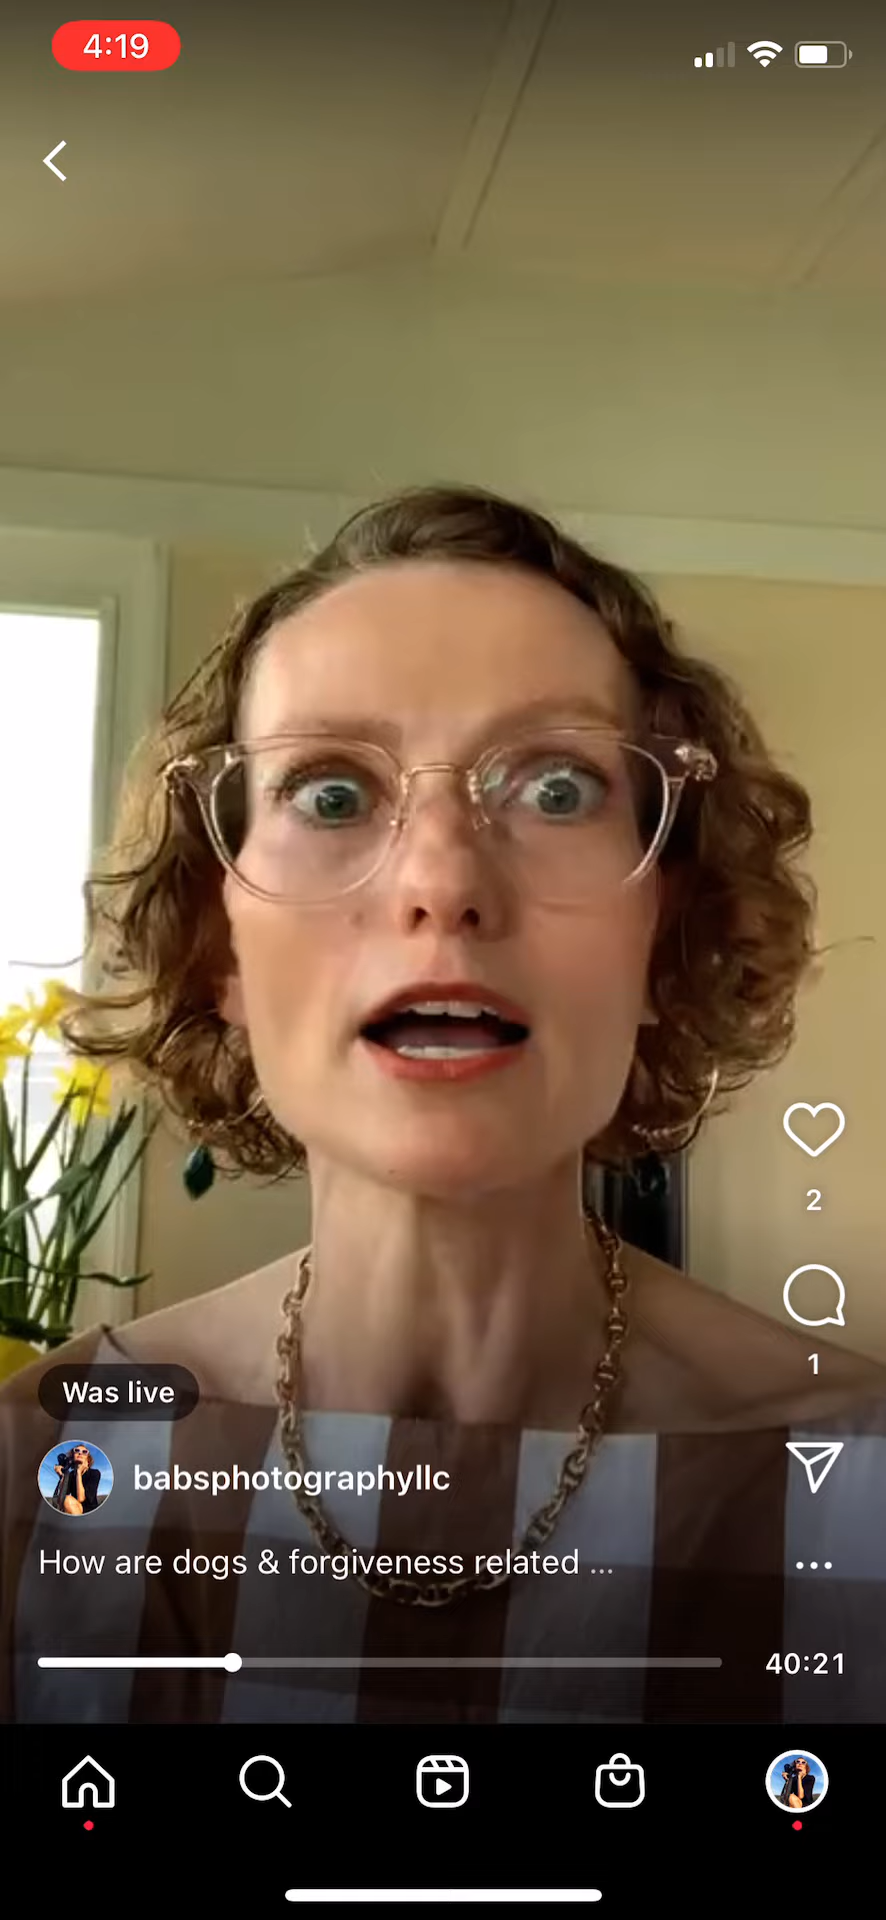 4:19
2
1
Was live
babsphotographyllc
How are dogs & forgiveness related ...
40:21